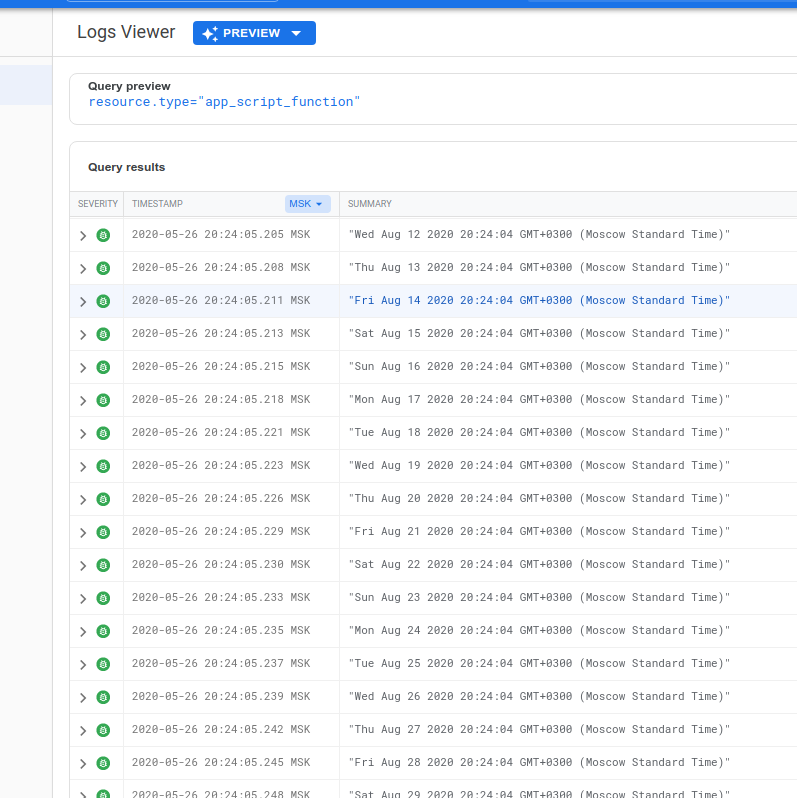 Logs Viewer PREVIEW
Query preview
resource.type="app_script_function"
Query results
SEVERITY TIMESTAMP MSK SUMMARY
2020-05-26 20:24:05.205 MSK "Wed Aug 12 2020 20:24:04 GMT+0300 (Moscow Standard Time)"
2020-05-26 20:24:05.208 MSK "Thu Aug 13 2020 20:24:04 GMT+0300 (Moscow Standard Time)"
2020-05-26 20:24:05.211 MSK "Fri Aug 14 2020 20:24:04 GMT+0300 (Moscow Standard Time)"
2020-05-26 20:24:05.213 MSK "Sat Aug 15 2020 20:24:04 GMT+0300 (Moscow Standard Time)"
2020-05-26 20:24:05.215 MSK "Sun Aug 16 2020 20:24:04 GMT+0300 (Moscow Standard Time)"
2020-05-26 20:24:05.218 MSK "Mon Aug 17 2020 20:24:04 GMT+0300 (Moscow Standard Time)"
2020-05-26 20:24:05.221 MSK "Tue Aug 18 2020 20:24:04 GMT+0300 (Moscow Standard Time)"
2020-05-26 20:24:05.223 MSK "Wed Aug 19 2020 20:24:04 GMT+0300 (Moscow Standard Time)"
2020-05-26 20:24:05.226 MSK "Thu Aug 20 2020 20:24:04 GMT+0300 (Moscow Standard Time)"
2020-05-26 20:24:05.229 MSK "Fri Aug 21 2020 20:24:04 GMT+0300 (Moscow Standard Time)"
2020-05-26 20:24:05.230 MSK "Sat Aug 22 2020 20:24:04 GMT+0300 (Moscow Standard Time)"
2020-05-26 20:24:05.233 MSK "Sun Aug 23 2020 20:24:04 GMT+0300 (Moscow Standard Time)"
2020-05-26 20:24:05.235 MSK "Mon Aug 24 2020 20:24:04 GMT+0300 (Moscow Standard Time)"
2020-05-26 20:24:05.237 MSK "Tue Aug 25 2020 20:24:04 GMT+0300 (Moscow Standard Time)"
2020-05-26 20:24:05.239 MSK "Wed Aug 26 2020 20:24:04 GMT+0300 (Moscow Standard Time)"
2020-05-26 20:24:05.242 MSK "Thu Aug 27 2020 20:24:04 GMT+0300 (Moscow Standard Time)"
2020-05-26 20:24:05.245 MSK "Fri Aug 28 2020 20:24:04 GMT+0300 (Moscow Standard Time)"
2020-05-26 20:24:05.248 MSK "Sat Aug 29 2020 20:24:04 GMT+0300 (Moscow Standard Time)"